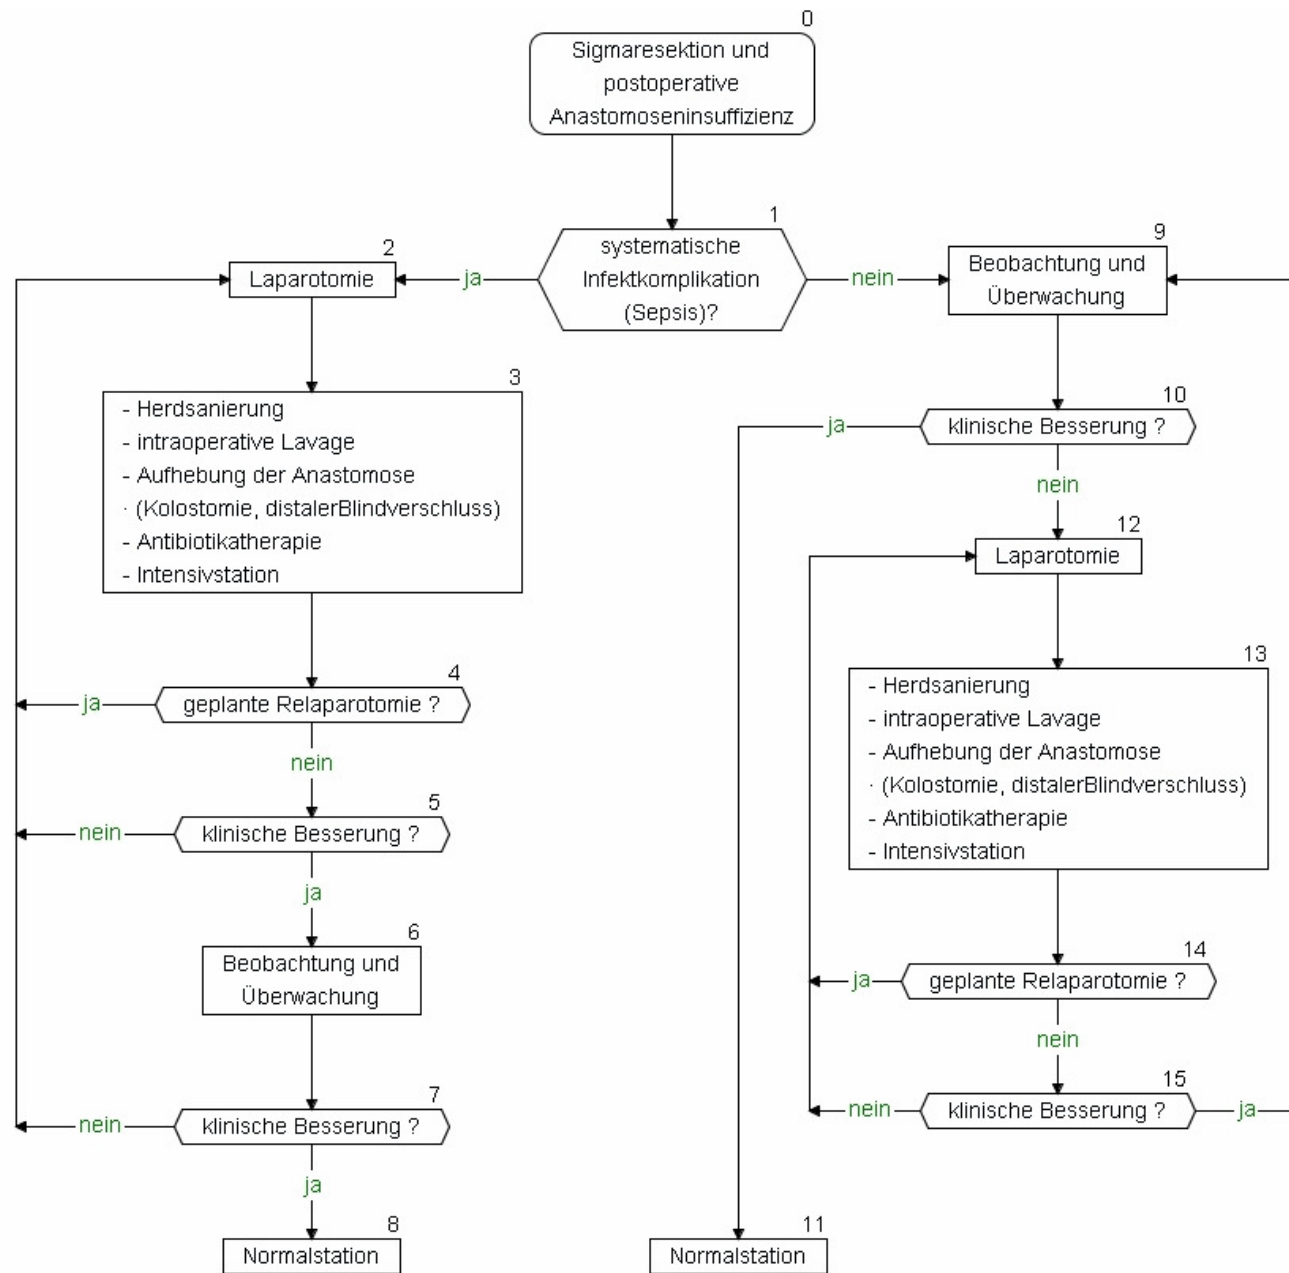 0
Sigmaresektion und
postoperative
Anastomoseninsuffizienz
1
systematische
Infektkomplikation
(Sepsis)?
ja
nein
2
Laparotomie
3
- Herdsanierung
- intraoperative Lavage
- Aufhebung der Anastomose
· (Kolostomie, distalerBlindverschluss)
- Antibiotikatherapie
- Intensivstation
4
geplante Relaparotomie ?
ja
nein
5
klinische Besserung ?
nein
ja
6
Beobachtung und
Überwachung
7
klinische Besserung ?
nein
ja
8
Normalstation
9
Beobachtung und
Überwachung
10
klinische Besserung ?
ja
nein
11
Normalstation
12
Laparotomie
13
- Herdsanierung
- intraoperative Lavage
- Aufhebung der Anastomose
· (Kolostomie, distalerBlindverschluss)
- Antibiotikatherapie
- Intensivstation
14
geplante Relaparotomie ?
ja
nein
15
klinische Besserung ?
nein
ja